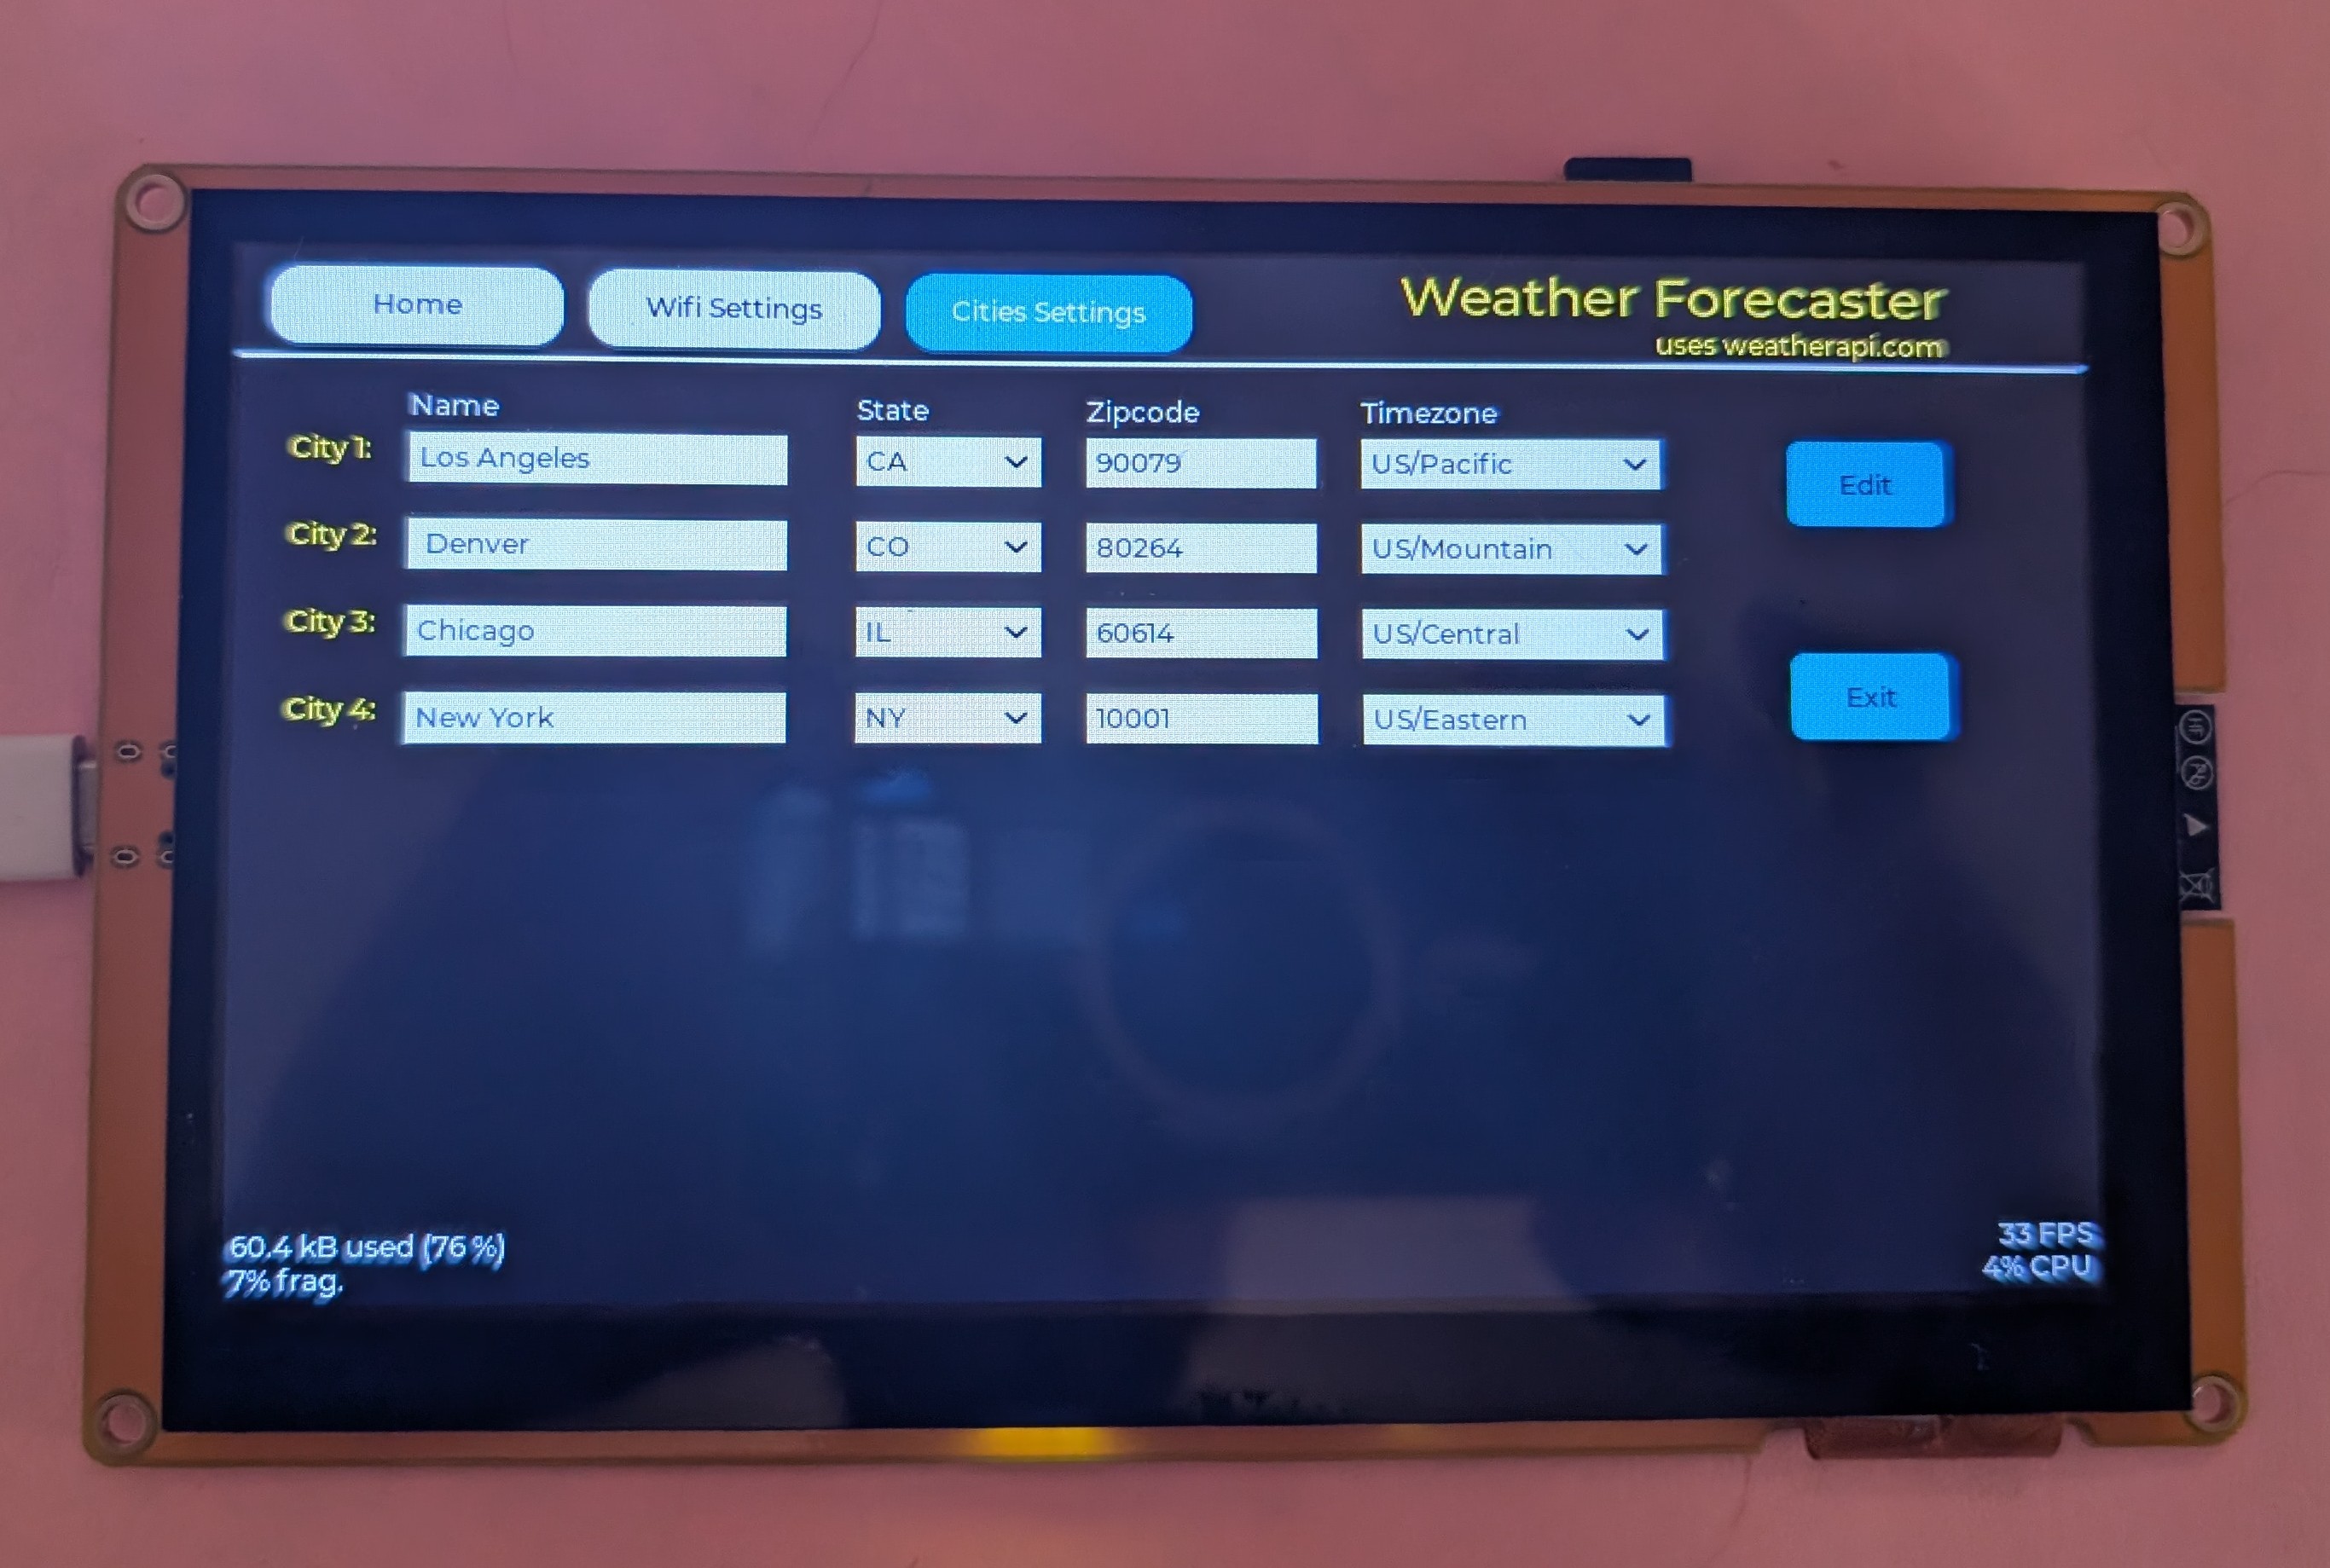 Home Wifi Settings Cities Settings Weather Forecaster
uses weatherapi.com
Name State Zipcode Timezone
City 1: Los Angeles CA 90079 US/Pacific Edit
City 2: Denver CO 80264 US/Mountain
City 3: Chicago IL 60614 US/Central
City 4: New York NY 10001 US/Eastern Exit
60.4 kB used (76 %) 33 FPS
7% frag. 4% CPU
HF
Pb